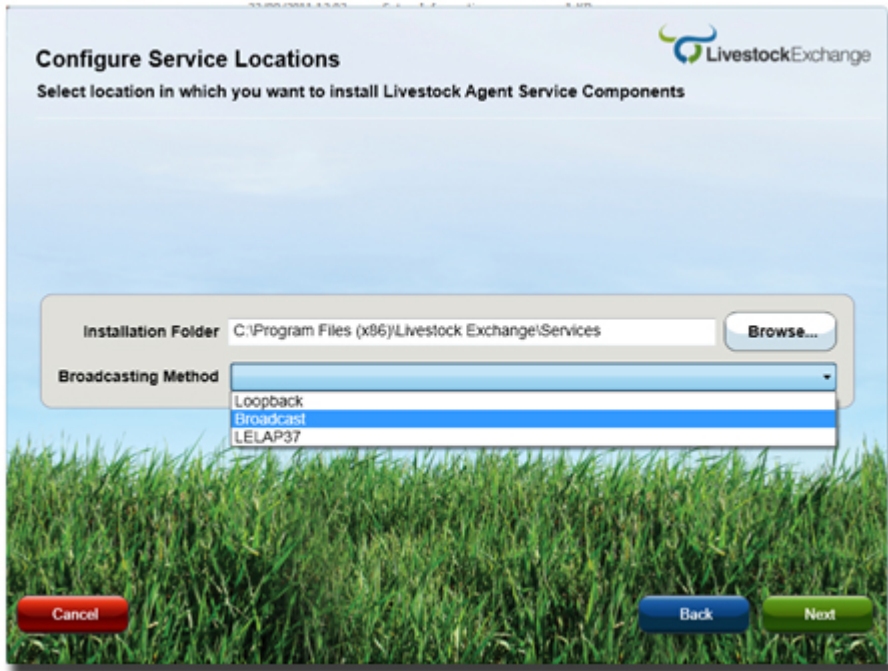 Configure Service Locations
LivestockExchange
Select location in which you want to install Livestock Agent Service Components
Installation Folder C:\Program Files (x86)\Livestock Exchange\Services Browse...
Broadcasting Method
Loopback
Broadcast
LELAP37
Cancel Back Next